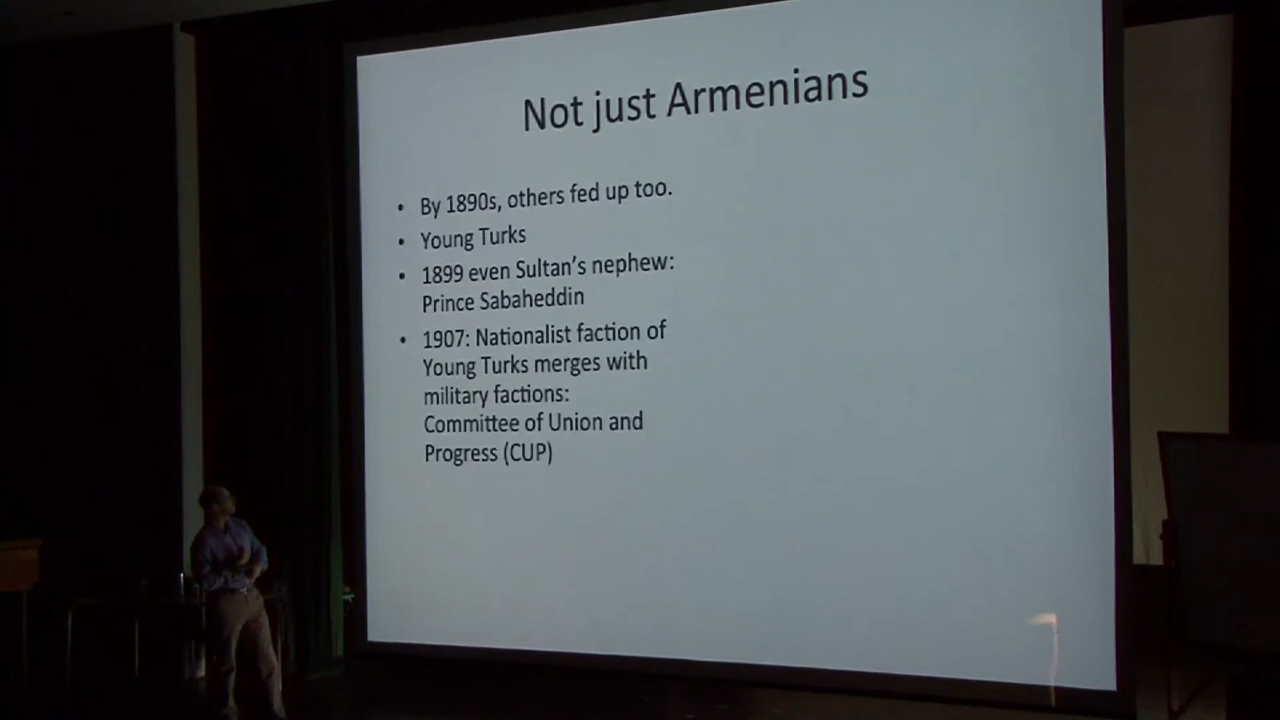 Not just Armenians
• By 1890s, others fed up too.
• Young Turks
• 1899 even Sultan's nephew:
Prince Sabaheddin
• 1907: Nationalist faction of
Young Turks merges with
military factions:
Committee of Union and
Progress (CUP)